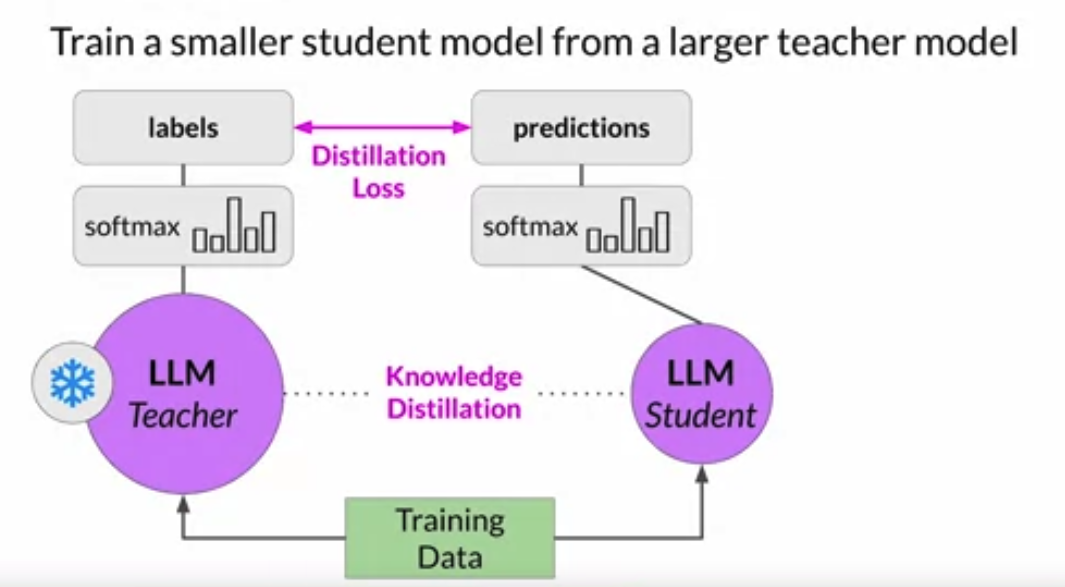 Train a smaller student model from a larger teacher model
labels
predictions
Distillation
Loss
softmax
softmax
LLM
Teacher
Knowledge
Distillation
LLM
Student
Training
Data